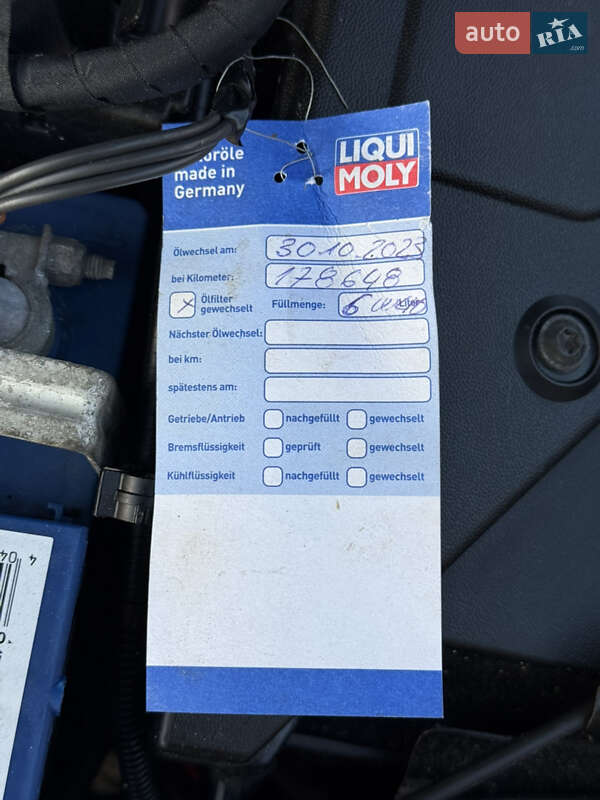 auto RIA.com
made in
Germany
LIQUI
MOLY
Ölwechsel am: 30.10.2023
bei Kilometer: 178648
x Ölfilter gewechselt Füllmenge: 6 Liter
Nächster Ölwechsel:
bei km:
spätestens am:
Getriebe/Antrieb nachgefüllt gewechselt
Bremsflüssigkeit geprüft gewechselt
Kühlflüssigkeit nachgefüllt gewechselt